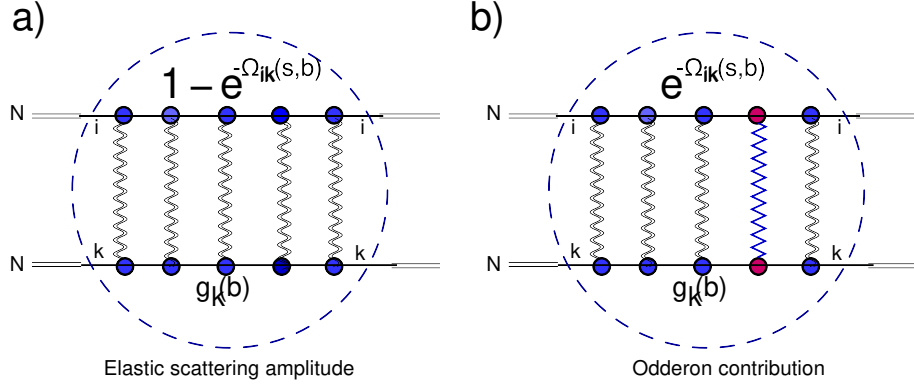 a)
1 – e^{-Ω_{ik}(s,b)}
N
i
i
N
k
k
g_k(b)
Elastic scattering amplitude
b)
e^{-Ω_{ik}(s,b)}
N
i
i
N
k
k
g_k(b)
Odderon contribution